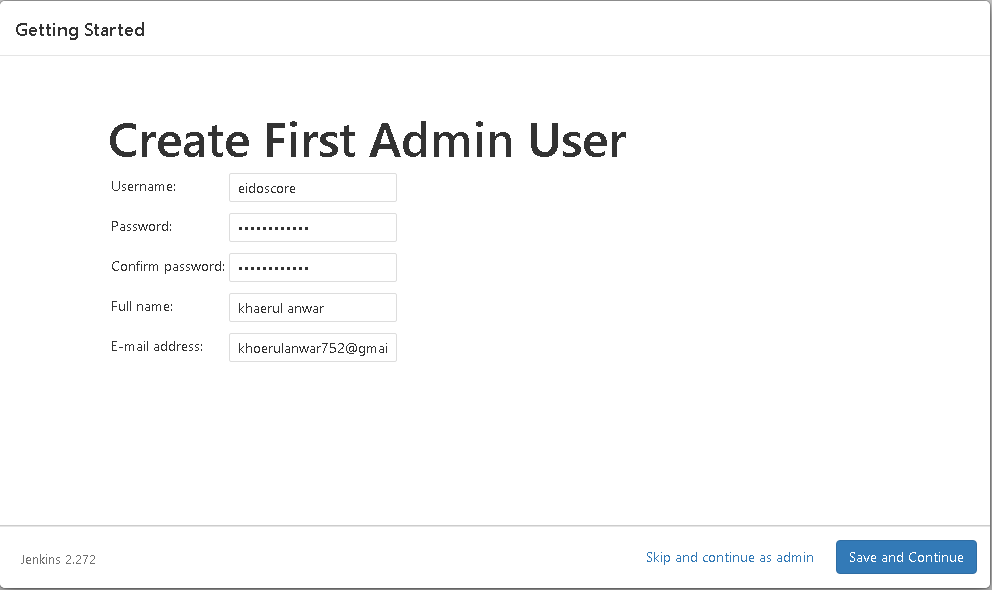 Getting Started
Create First Admin User
Username: eidoscore
Password: ••••••••••••
Confirm password: ••••••••••••
Full name: khaerul anwar
E-mail address: khoerulanwar752@gmai
Jenkins 2.272 Skip and continue as admin Save and Continue